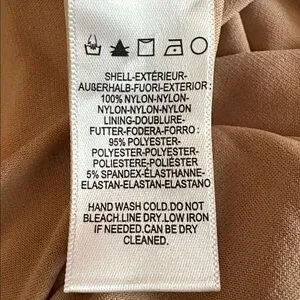 SHELL-EXTÉRIEUR-
AUßERHALB-FUORI-EXTERIOR:
100% NYLON-NYLON-
NYLON-NYLON-NYLON
LINING-DOUBLURE-
FUTTER-FODERA-FORRO:
95% POLYESTER-
POLYESTER-POLYESTER-
POLIESTERE-POLIÉSTER
5% SPANDEX-ÉLASTHANNE-
ELASTAN-ELASTAN-ELASTANO
HAND WASH COLD.DO NOT
BLEACH.LINE DRY.LOW IRON
IF NEEDED.CAN BE DRY
CLEANED.